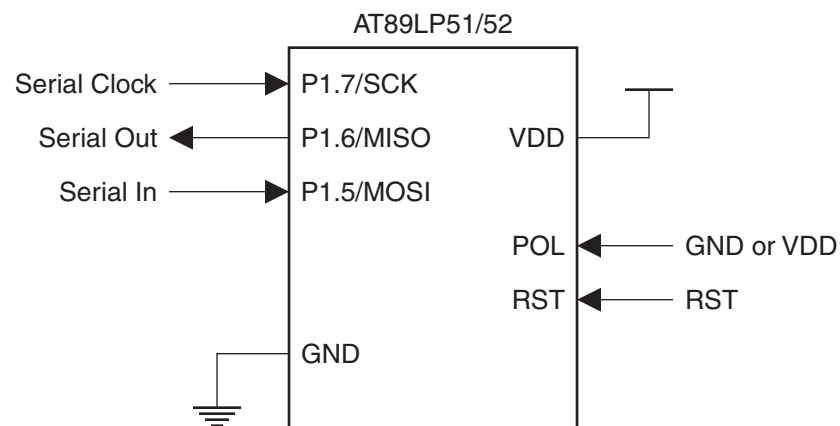 AT89LP51/52
Serial Clock
P1.7/SCK
Serial Out
P1.6/MISO
VDD
Serial In
P1.5/MOSI
POL
GND or VDD
RST
RST
GND